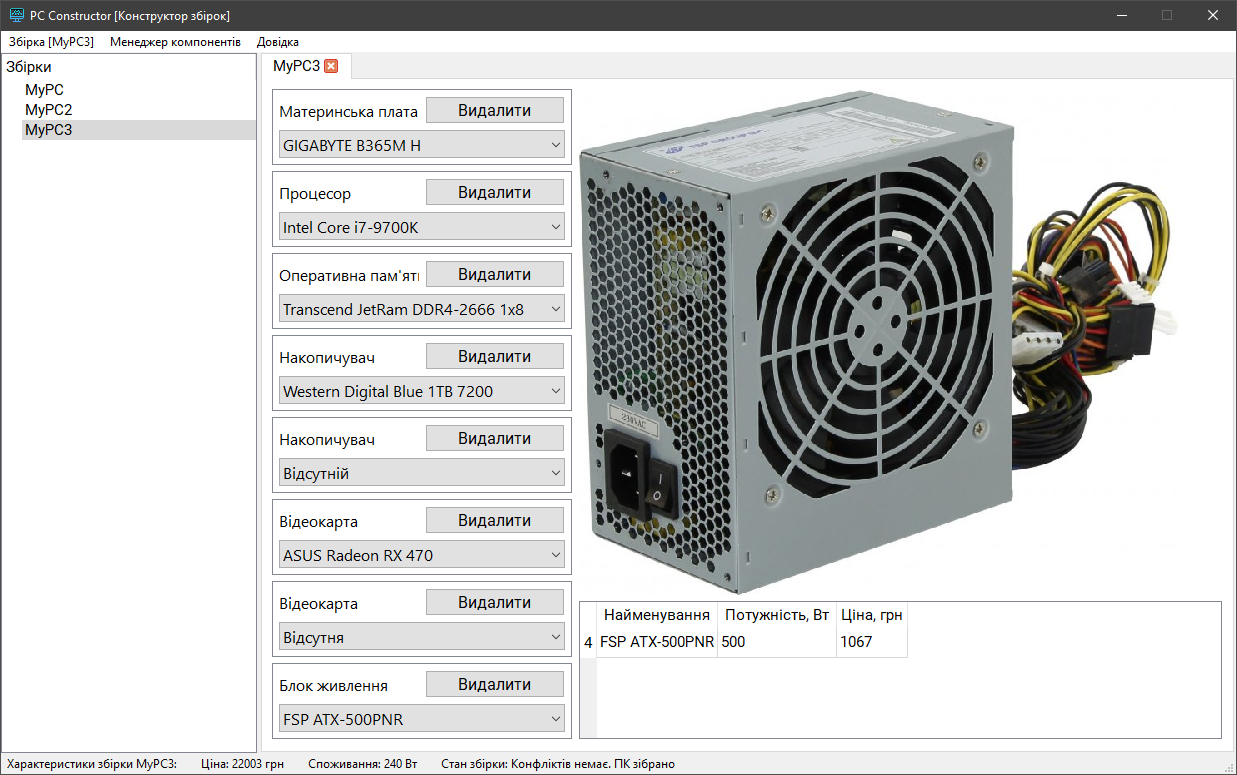 PC Constructor [Конструктор збірок]
Збірка [MyPC3] Менеджер компонентів Довідка
Збірки
MyPC
MyPC2
MyPC3
MyPC3
Материнська плата Видалити
GIGABYTE B365M H
Процесор Видалити
Intel Core i7-9700K
Оперативна пам'ять Видалити
Transcend JetRam DDR4-2666 1x8
Накопичувач Видалити
Western Digital Blue 1TB 7200
Накопичувач Видалити
Відсутній
Відеокарта Видалити
ASUS Radeon RX 470
Відеокарта Видалити
Відсутня
Блок живлення Видалити
FSP ATX-500PNR
230VAC
Найменування Потужність, Вт Ціна, грн
4 FSP ATX-500PNR 500 1067
Характеристики збірки MyPC3: Ціна: 22003 грн Споживання: 240 Вт Стан збірки: Конфліктів немає. ПК зібрано